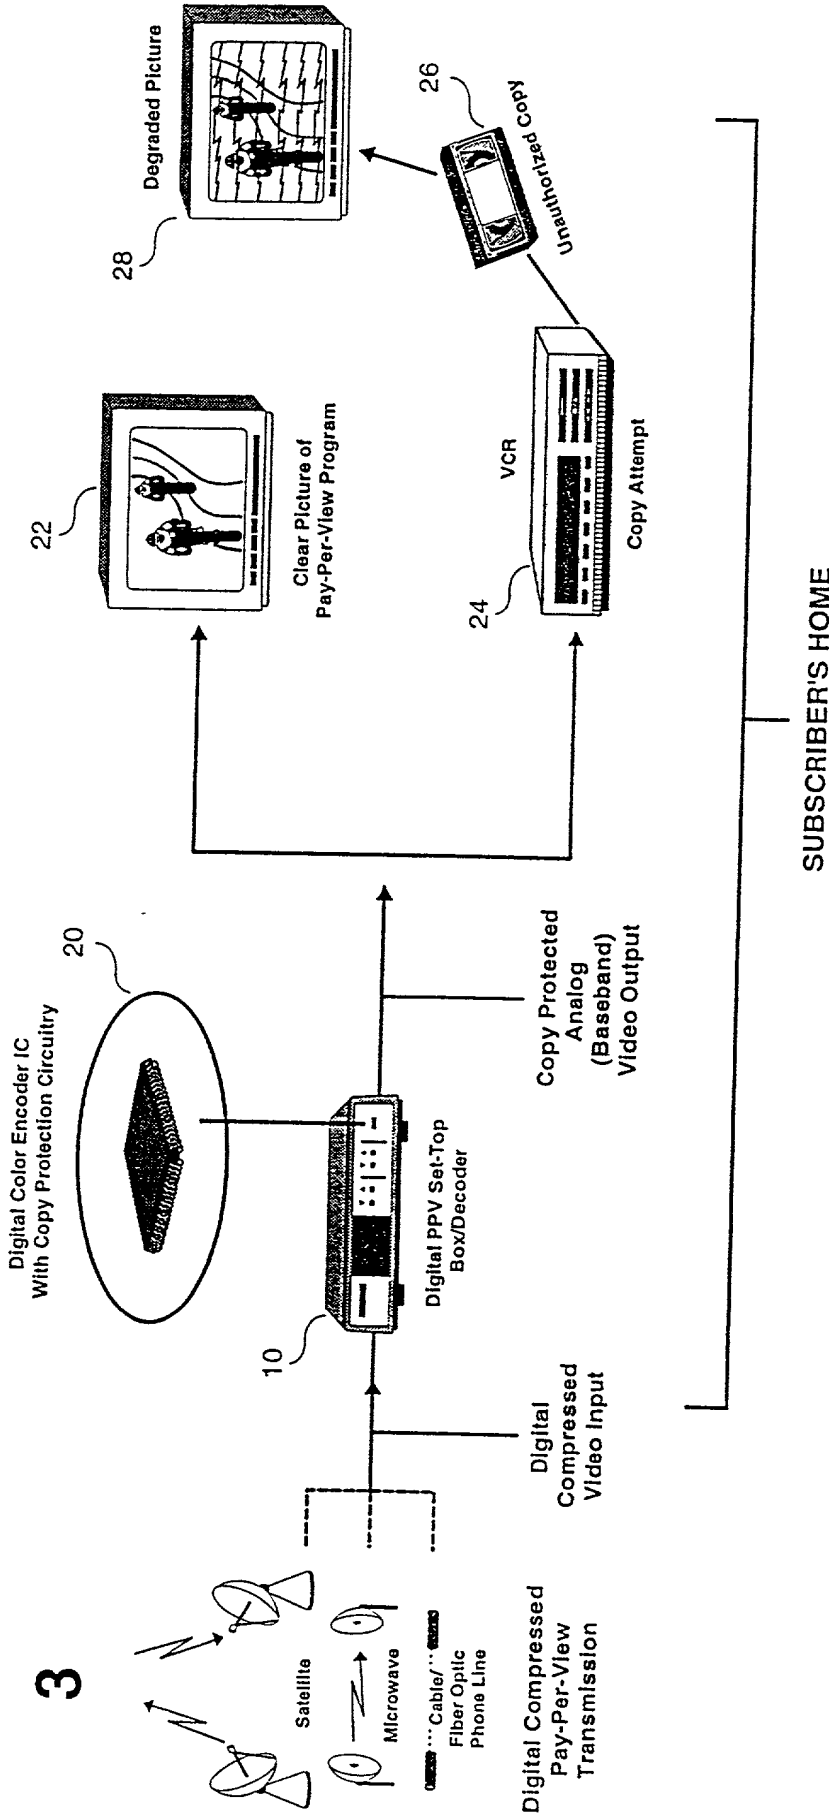 3
Satellite
Microwave
Cable/
Fiber Optic
Phone Line
Digital Compressed
Pay-Per-View
Transmission
Digital
Compressed
Video Input
Digital Color Encoder IC
With Copy Protection Circuitry
20
10
Digital PPV Set-Top
Box/Decoder
Copy Protected
Analog
(Baseband)
Video Output
22
Clear Picture of
Pay-Per-View Program
24
VCR
Copy Attempt
26
Unauthorized Copy
28
Degraded Picture
SUBSCRIBER'S HOME